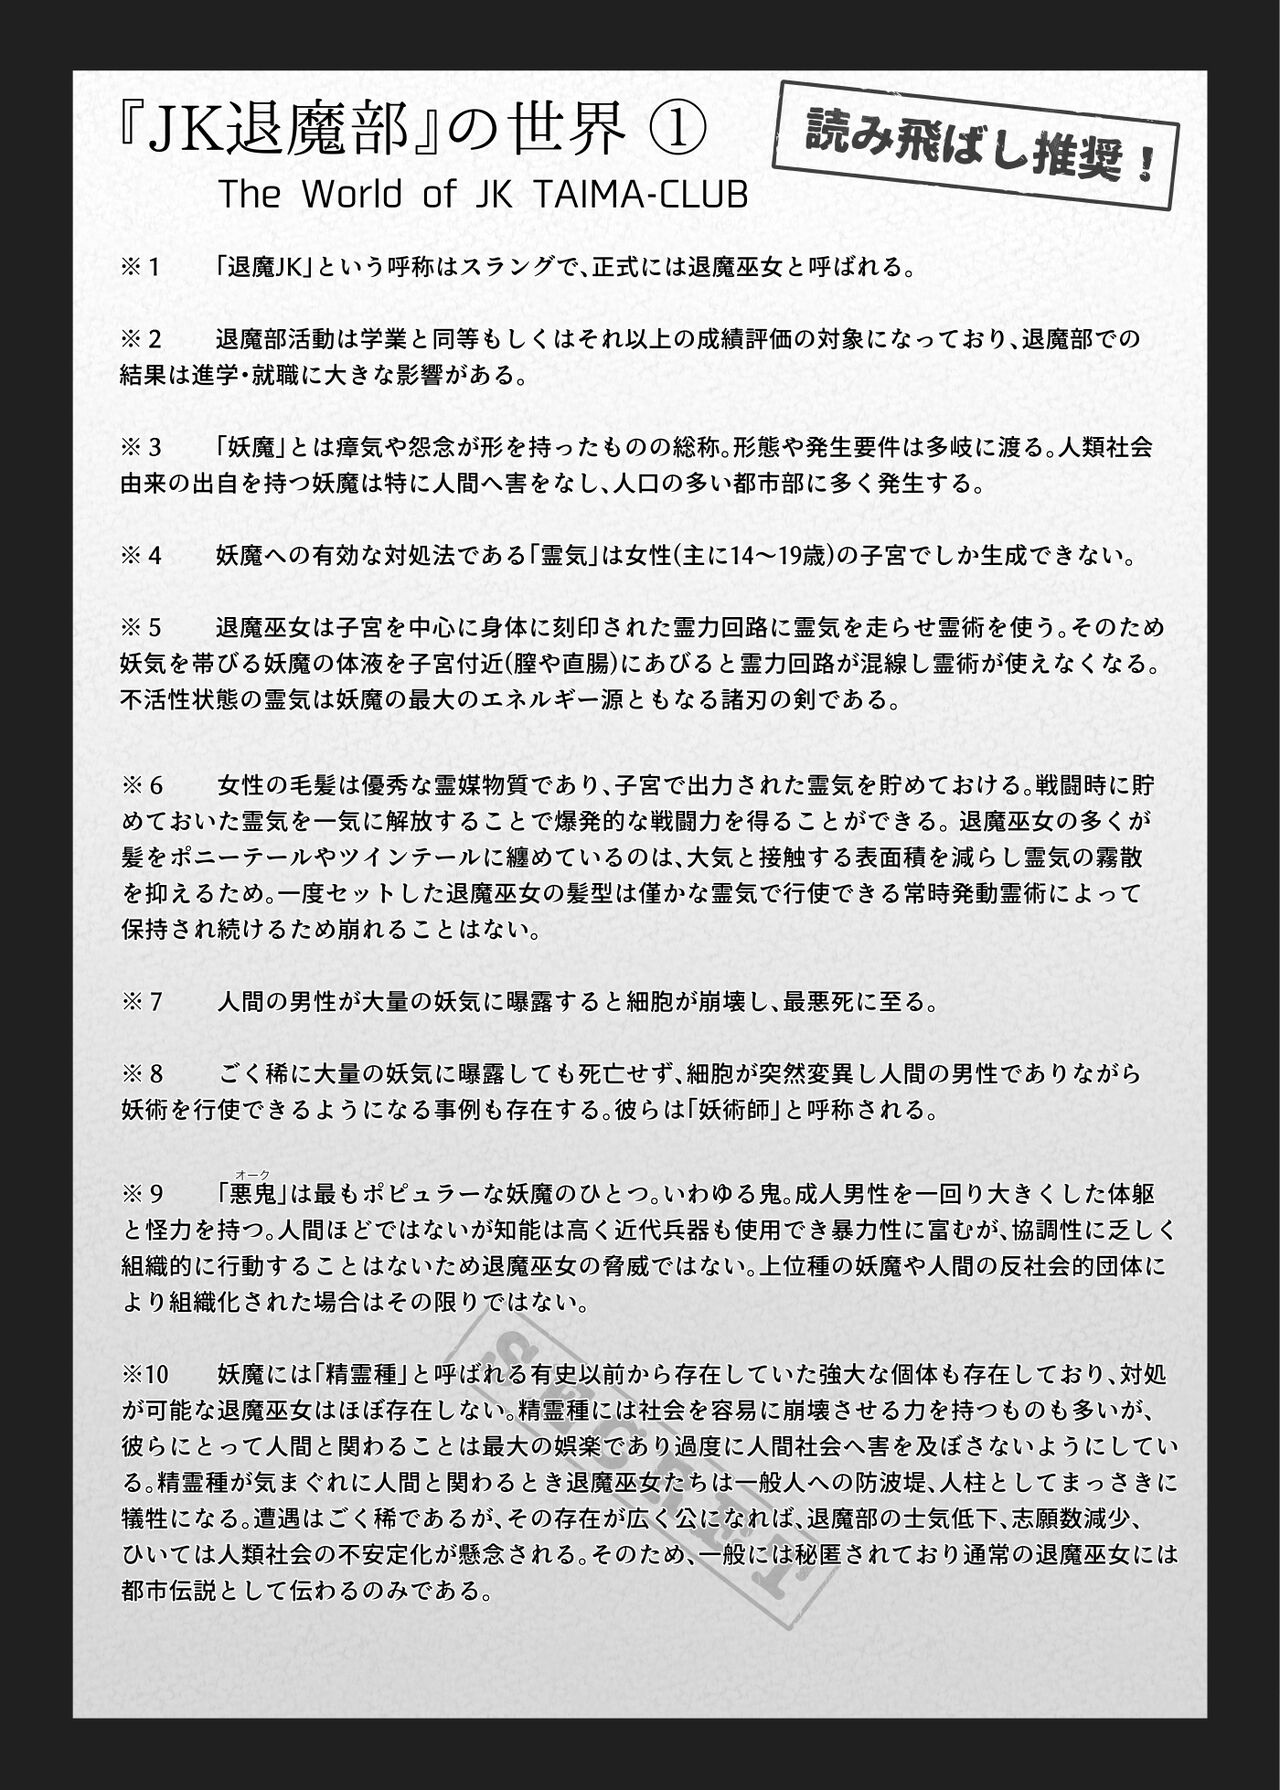 『JK退魔部』の世界 ①
読み飛ばし推奨！
The World of JK TAIMA-CLUB
※1 「退魔JK」という呼称はスラングで、正式には退魔巫女と呼ばれる。
※2 退魔部活動は学業と同等もしくはそれ以上の成績評価の対象になっており、退魔部での
結果は進学・就職に大きな影響がある。
※3 「妖魔」とは瘴気や怨念が形を持ったものの総称。形態や発生要件は多岐に渡る。人類社会
由来の出自を持つ妖魔は特に人間へ害をなし、人口の多い都市部に多く発生する。
※4 妖魔への有効な対処法である「霊気」は女性(主に14〜19歳)の子宮でしか生成できない。
※5 退魔巫女は子宮を中心に身体に刻印された霊力回路に霊気を走らせ霊術を使う。そのため
妖気を帯びる妖魔の体液を子宮付近(膣や直腸)にあびると霊力回路が混線し霊術が使えなくなる。
不活性状態の霊気は妖魔の最大のエネルギー源ともなる諸刃の剣である。
※6 女性の毛髪は優秀な霊媒物質であり、子宮で出力された霊気を貯めておける。戦闘時に貯
めておいた霊気を一気に解放することで爆発的な戦闘力を得ることができる。退魔巫女の多くが
髪をポニーテールやツインテールに纏めているのは、大気と接触する表面積を減らし霊気の霧散
を抑えるため。一度セットした退魔巫女の髪型は僅かな霊気で行使できる常時発動霊術によって
保持され続けるため崩れることはない。
※7 人間の男性が大量の妖気に曝露すると細胞が崩壊し、最悪死に至る。
※8 ごく稀に大量の妖気に曝露しても死亡せず、細胞が突然変異し人間の男性でありながら
妖術を行使できるようになる事例も存在する。彼らは「妖術師」と呼称される。
オーク
※9 「悪鬼」は最もポピュラーな妖魔のひとつ。いわゆる鬼。成人男性を一回り大きくした体躯
と怪力を持つ。人間ほどではないが知能は高く近代兵器も使用でき暴力性に富むが、協調性に乏しく
組織的に行動することはないため退魔巫女の脅威ではない。上位種の妖魔や人間の反社会的団体に
より組織化された場合はその限りではない。
※10 妖魔には「精霊種」と呼ばれる有史以前から存在していた強大な個体も存在しており、対処
が可能な退魔巫女はほぼ存在しない。精霊種には社会を容易に崩壊させる力を持つものも多いが、
彼らにとって人間と関わることは最大の娯楽であり過度に人間社会へ害を及ぼさないようにしてい
る。精霊種が気まぐれに人間と関わるとき退魔巫女たちは一般人への防波堤、人柱としてまっさきに
犠牲になる。遭遇はごく稀であるが、その存在が広く公になれば、退魔部の士気低下、志願数減少、
ひいては人類社会の不安定化が懸念される。そのため、一般には秘匿されており通常の退魔巫女には
都市伝説として伝わるのみである。
SECRET